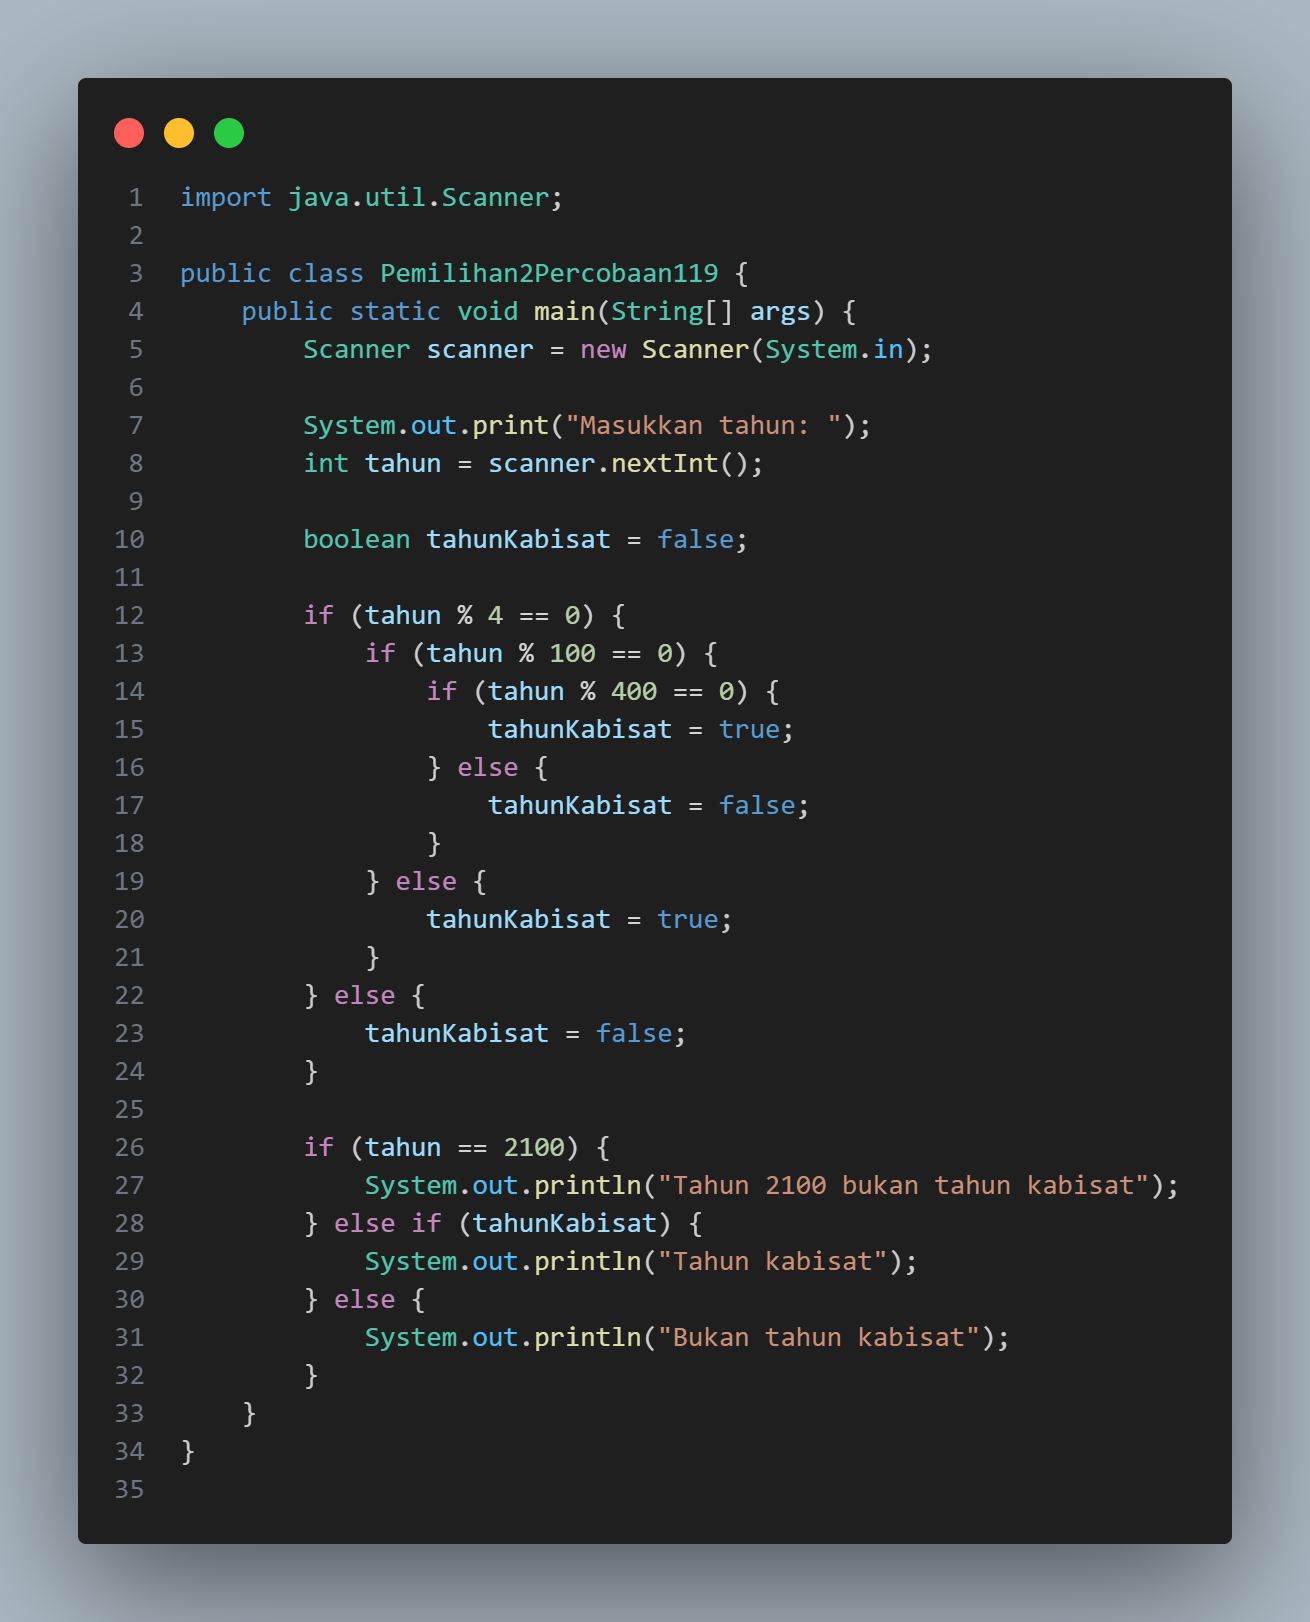 1 import java.util.Scanner;
2
3 public class Pemilihan2Percobaan119 {
4     public static void main(String[] args) {
5         Scanner scanner = new Scanner(System.in);
6
7         System.out.print("Masukkan tahun: ");
8         int tahun = scanner.nextInt();
9
10         boolean tahunKabisat = false;
11
12         if (tahun % 4 == 0) {
13             if (tahun % 100 == 0) {
14                 if (tahun % 400 == 0) {
15                     tahunKabisat = true;
16                 } else {
17                     tahunKabisat = false;
18                 }
19             } else {
20                 tahunKabisat = true;
21             }
22         } else {
23             tahunKabisat = false;
24         }
25
26         if (tahun == 2100) {
27             System.out.println("Tahun 2100 bukan tahun kabisat");
28         } else if (tahunKabisat) {
29             System.out.println("Tahun kabisat");
30         } else {
31             System.out.println("Bukan tahun kabisat");
32         }
33     }
34 }
35